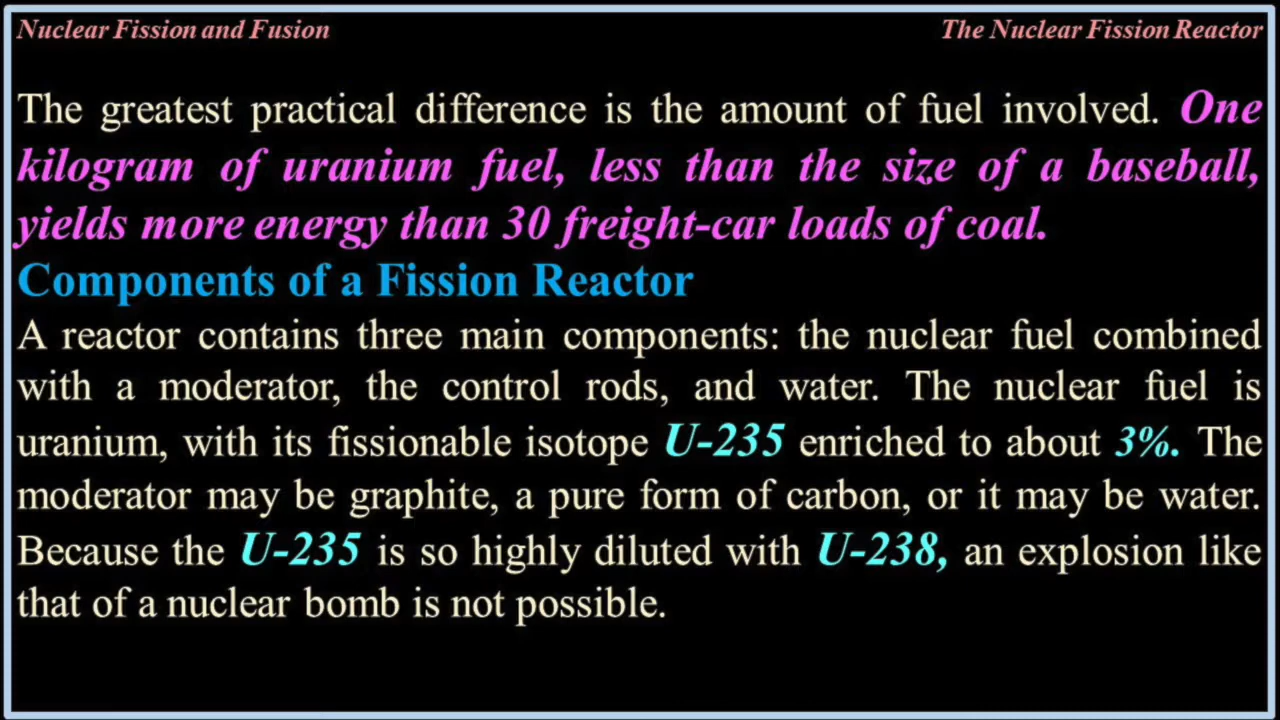 Nuclear Fission and Fusion
The Nuclear Fission Reactor
The greatest practical difference is the amount of fuel involved. One
kilogram of uranium fuel, less than the size of a baseball,
yields more energy than 30 freight-car loads of coal.
Components of a Fission Reactor
A reactor contains three main components: the nuclear fuel combined
with a moderator, the control rods, and water. The nuclear fuel is
uranium, with its fissionable isotope U-235 enriched to about 3%. The
moderator may be graphite, a pure form of carbon, or it may be water.
Because the U-235 is so highly diluted with U-238, an explosion like
that of a nuclear bomb is not possible.